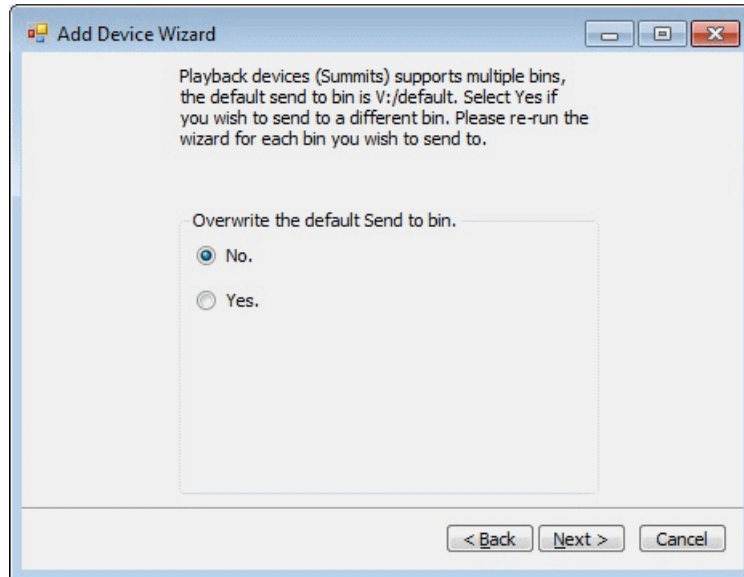 Add Device Wizard
Playback devices (Summits) supports multiple bins,
the default send to bin is V:/default. Select Yes if
you wish to send to a different bin. Please re-run the
wizard for each bin you wish to send to.
Overwrite the default Send to bin.
No.
Yes.
< Back Next > Cancel